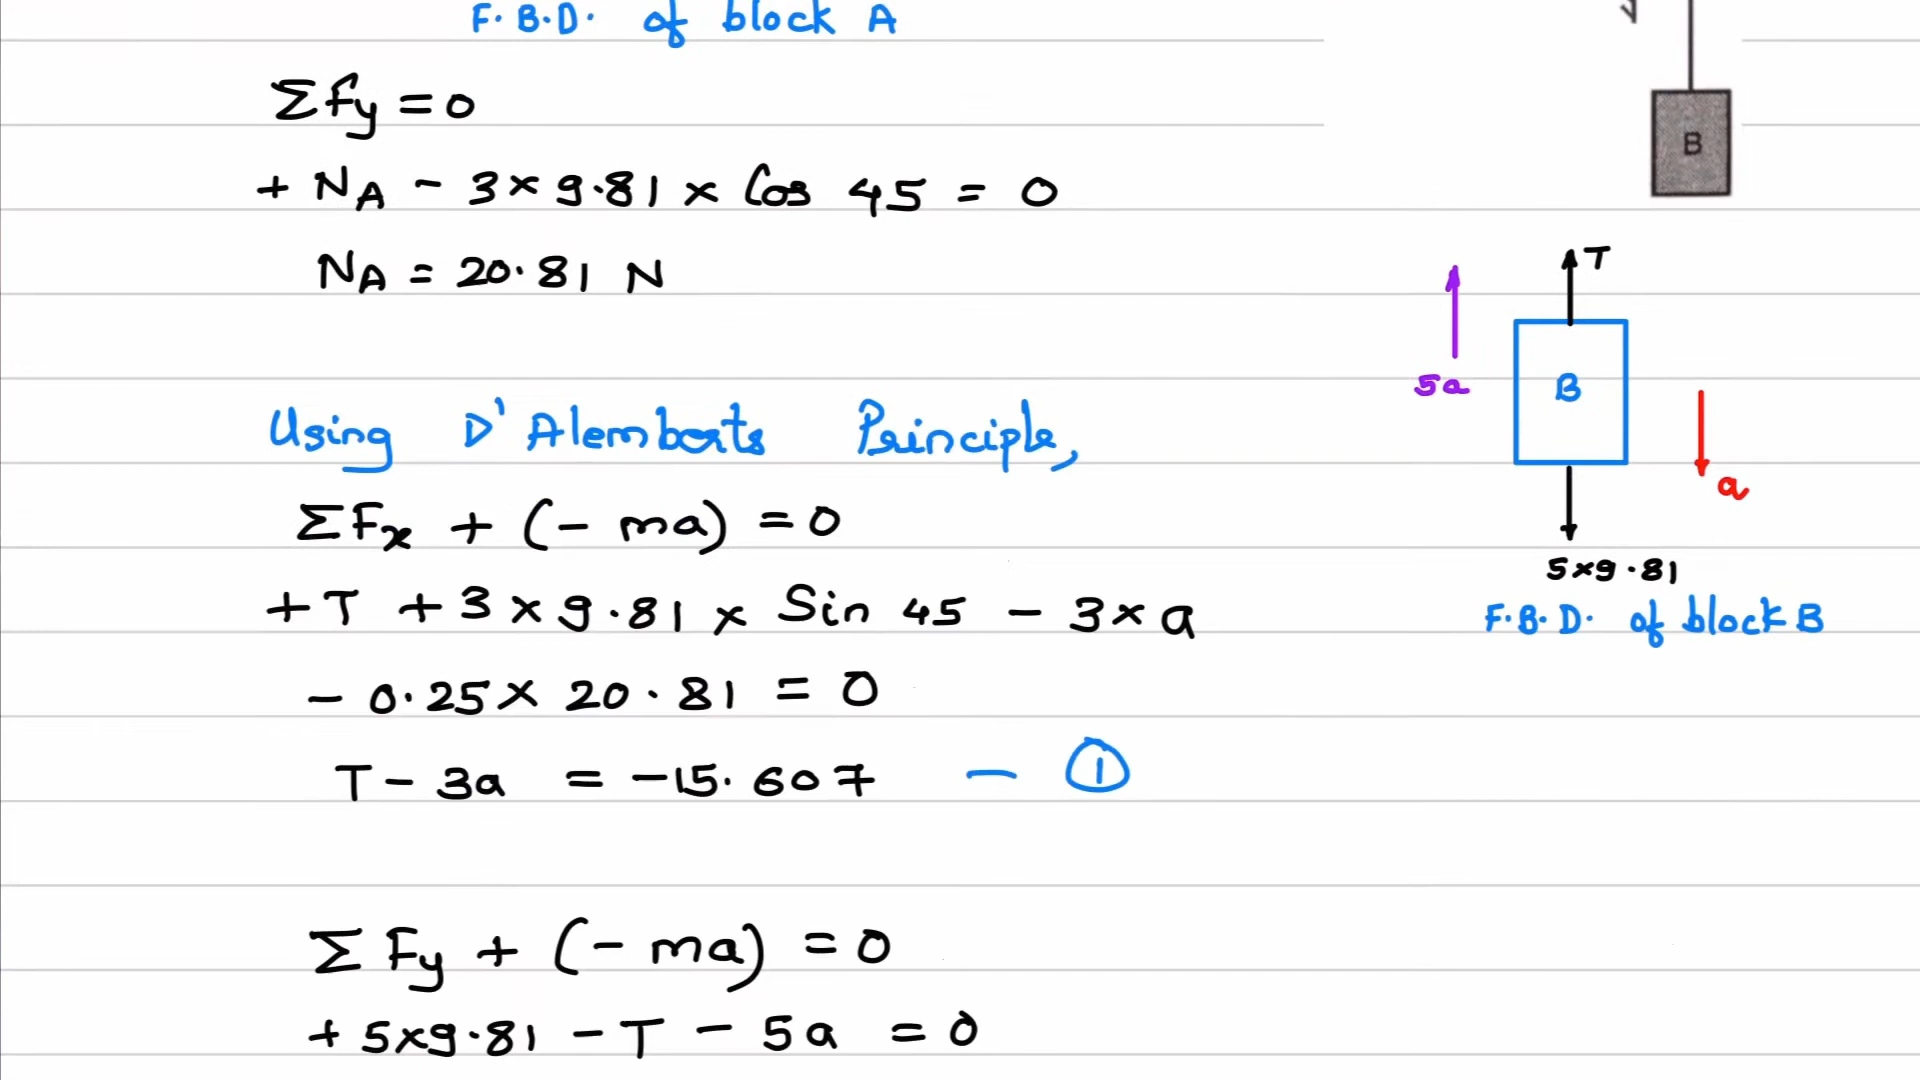 F.B.D. of block A
Σfy = 0
+ NA - 3×9.81 × Cos 45 = 0
NA = 20.81 N
Using D'Alemberts Principle,
ΣFx + (- ma) = 0
+T +3×9.81 × Sin 45 - 3×a
- 0.25× 20.81 = 0
T- 3a = -15.607 - ①
Σ Fy + (- ma) = 0
+ 5×9.81 - T - 5a = 0
B
T
5a
B
a
5×9.81
F.B.D. of block B